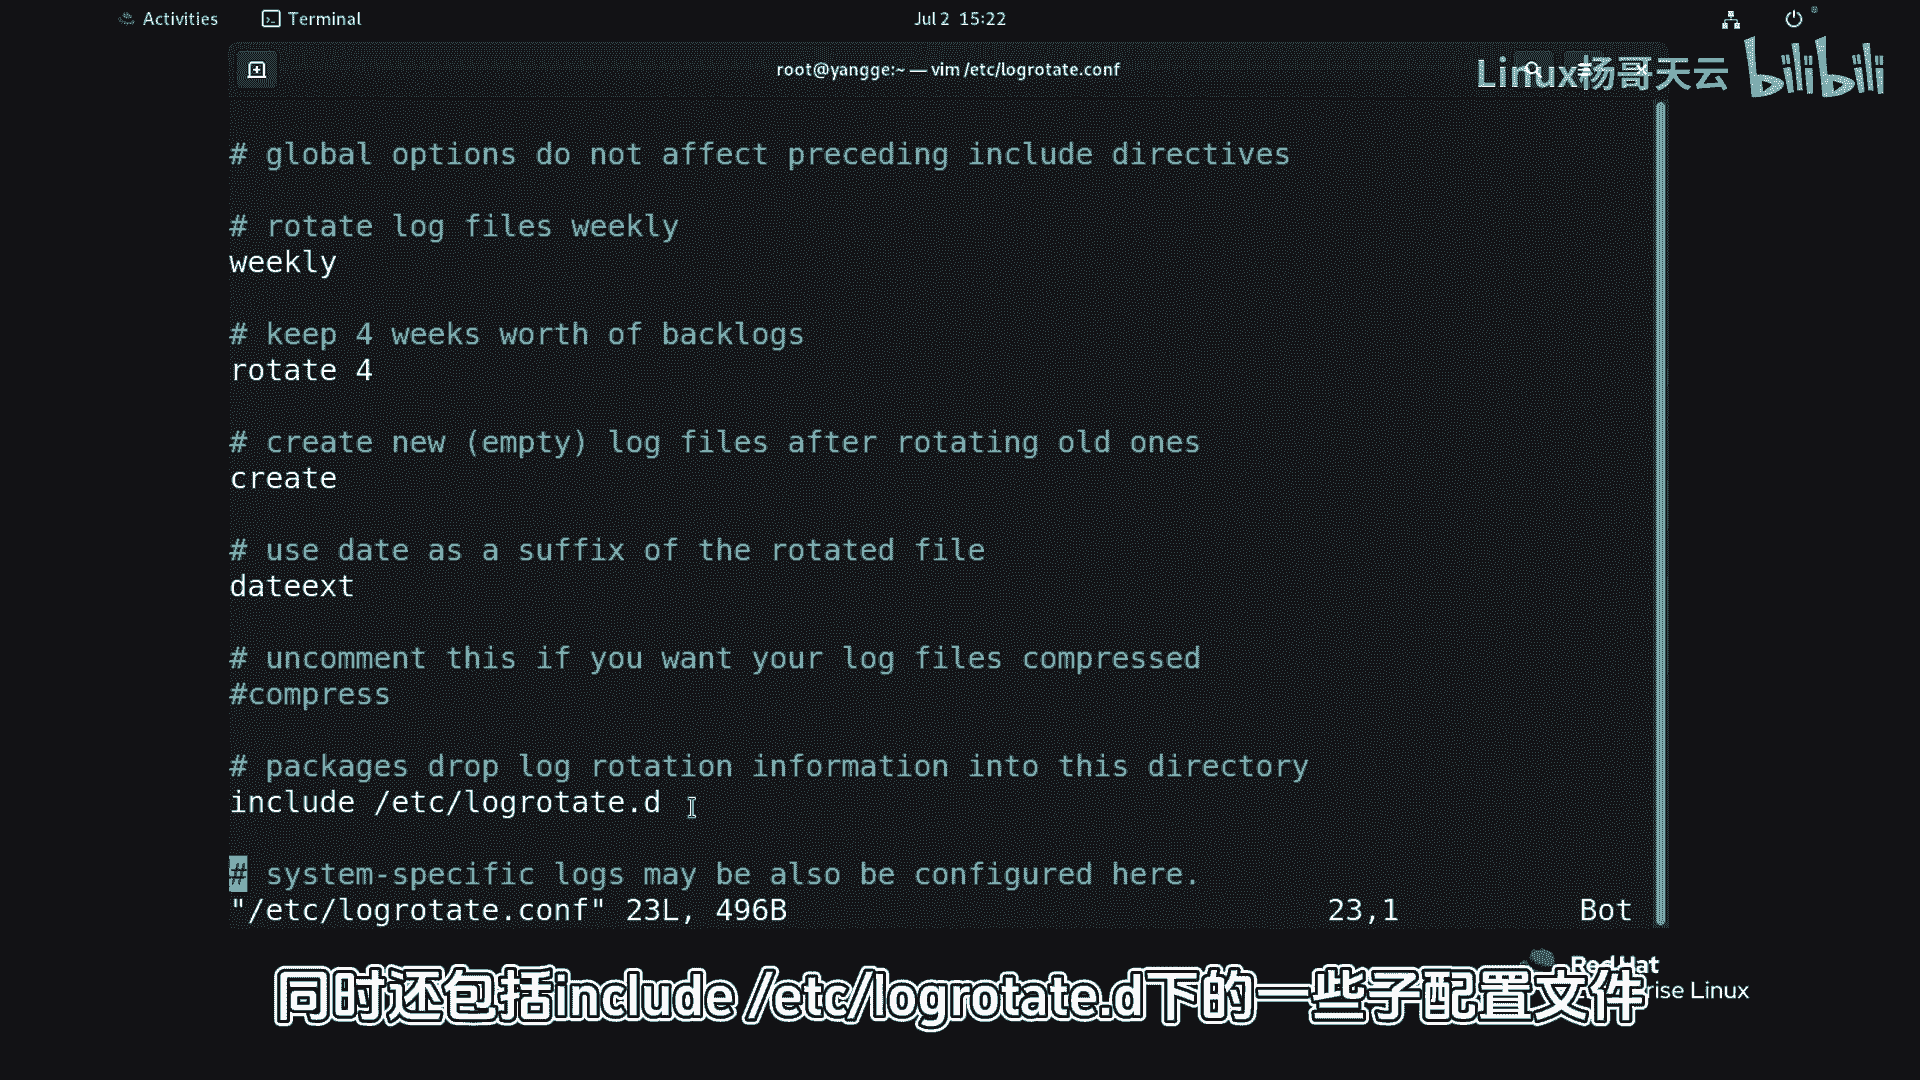 Activities
Terminal
Jul 2 15:22
root@yangge:~ — vim /etc/logrotate.conf
Linux杨哥天云 bilibili
# global options do not affect preceding include directives
# rotate log files weekly
weekly
# keep 4 weeks worth of backlogs
rotate 4
# create new (empty) log files after rotating old ones
create
# use date as a suffix of the rotated file
dateext
# uncomment this if you want your log files compressed
#compress
# packages drop log rotation information into this directory
include /etc/logrotate.d
# system-specific logs may be also be configured here.
"/etc/logrotate.conf" 23L, 496B 23,1 Bot
Red Hat
Linux
同时还包括include /etc/logrotate.d下的一些子配置文件